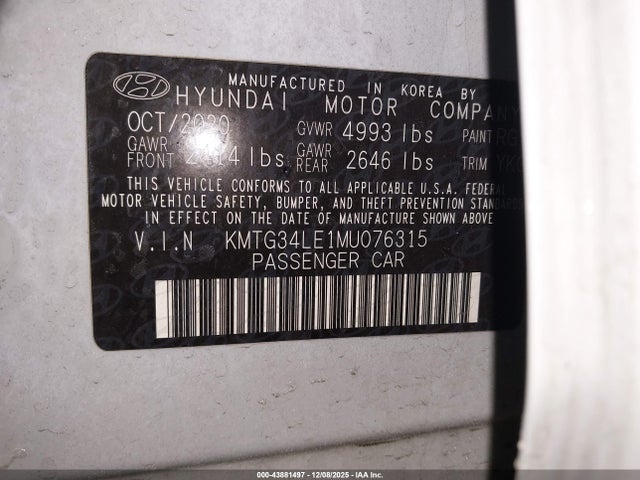 MANUFACTURED IN KOREA BY
HYUNDAI MOTOR COMPANY
OCT/2020 GVWR 4993 lbs PAINT
GAWR FRONT lbs GAWR REAR 2646 lbs TRIM
THIS VEHICLE CONFORMS TO ALL APPLICABLE U.S.A. FEDERAL
MOTOR VEHICLE SAFETY, BUMPER, AND THEFT PREVENTION
STANDARDS IN EFFECT ON THE DATE OF MANUFACTURE SHOWN ABOVE
V.I.N KMTG34LE1MU076315
PASSENGER CAR
000-43881497 - 12/08/2025 - IAA Inc.